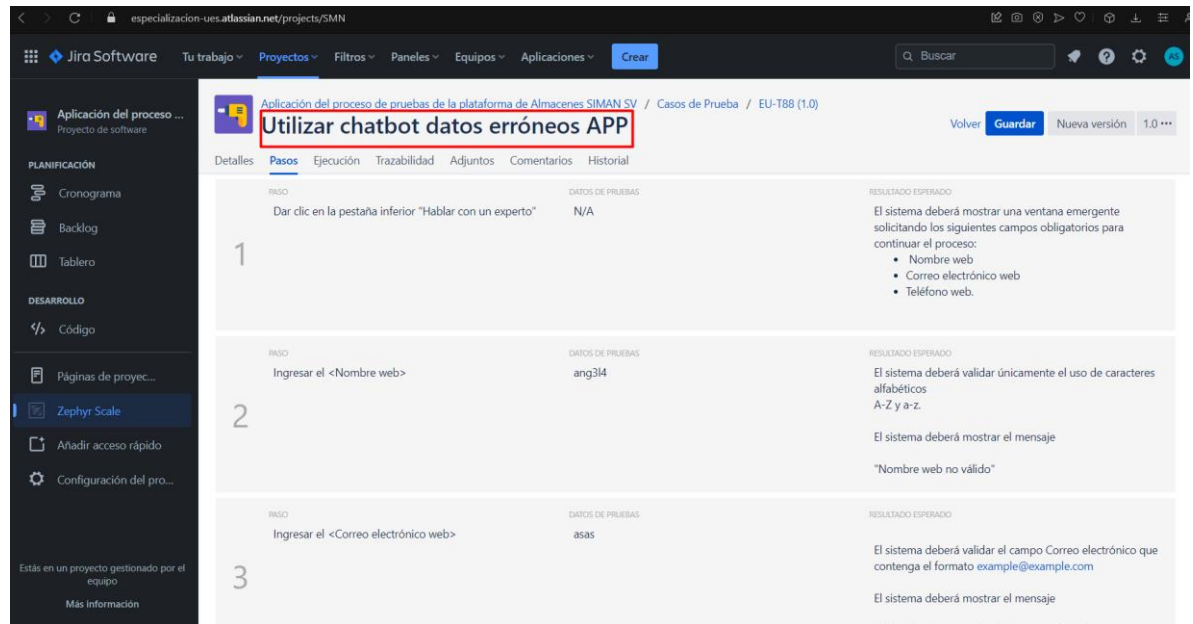 especializacion-ues.atlassian.net/projects/SMN
Jira Software
Tu trabajo
Proyectos
Filtros
Paneles
Equipos
Aplicaciones
Crear
Buscar
AS
Aplicación del proceso ...
Proyecto de software
PLANIFICACIÓN
Cronograma
Backlog
Tablero
DESARROLLO
Código
Páginas de proyec...
Zephyr Scale
Añadir acceso rápido
Configuración del pro...
Estás en un proyecto gestionado por el
equipo
Más información
Aplicación del proceso de pruebas de la plataforma de Almacenes SIMAN SV / Casos de Prueba / EU-T88 (1.0)
Utilizar chatbot datos erróneos APP
Volver
Guardar
Nueva versión
1.0 ...
Detalles
Pasos
Ejecución
Trazabilidad
Adjuntos
Comentarios
Historial
1
PASO
Dar clic en la pestaña inferior "Hablar con un experto"
DATOS DE PRUEBAS
N/A
RESULTADO ESPERADO
El sistema deberá mostrar una ventana emergente
solicitando los siguientes campos obligatorios para
continuar el proceso:
• Nombre web
• Correo electrónico web
• Teléfono web.
2
PASO
Ingresar el <Nombre web>
DATOS DE PRUEBAS
ang3l4
RESULTADO ESPERADO
El sistema deberá validar únicamente el uso de caracteres
alfabéticos
A-Z y a-z.
El sistema deberá mostrar el mensaje
"Nombre web no válido"
3
PASO
Ingresar el <Correo electrónico web>
DATOS DE PRUEBAS
asas
RESULTADO ESPERADO
El sistema deberá validar el campo Correo electrónico que
contenga el formato example@example.com
El sistema deberá mostrar el mensaje